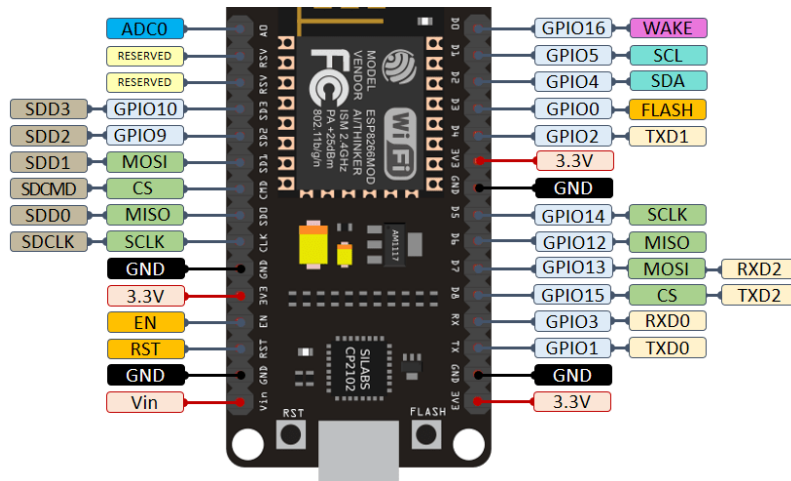 ADC0
RESERVED
RESERVED
SDD3 GPIO10
SDD2 GPIO9
SDD1 MOSI
SDCMD CS
SDD0 MISO
SDCLK SCLK
GND
3.3V
EN
RST
GND
Vin
A0
RSV
RSV
SD3
SD2
SD1
CMD
SD0
CLK
GND
3V3
EN
RST
GND
Vin
MODEL
VENDOR
ESP8266MOD
AI/THINKER
ISM 2.4GHz
PA +25dBm
802.11b/g/n
FC
Wi Fi
AM1117
SILABS
CP2102
RST
FLASH
D0
D1
D2
D3
D4
3V3
GND
D5
D6
D7
D8
RX
TX
GND
3V3
GPIO16 WAKE
GPIO5 SCL
GPIO4 SDA
GPIO0 FLASH
GPIO2 TXD1
3.3V
GND
GPIO14 SCLK
GPIO12 MISO
GPIO13 MOSI RXD2
GPIO15 CS TXD2
GPIO3 RXD0
GPIO1 TXD0
GND
3.3V